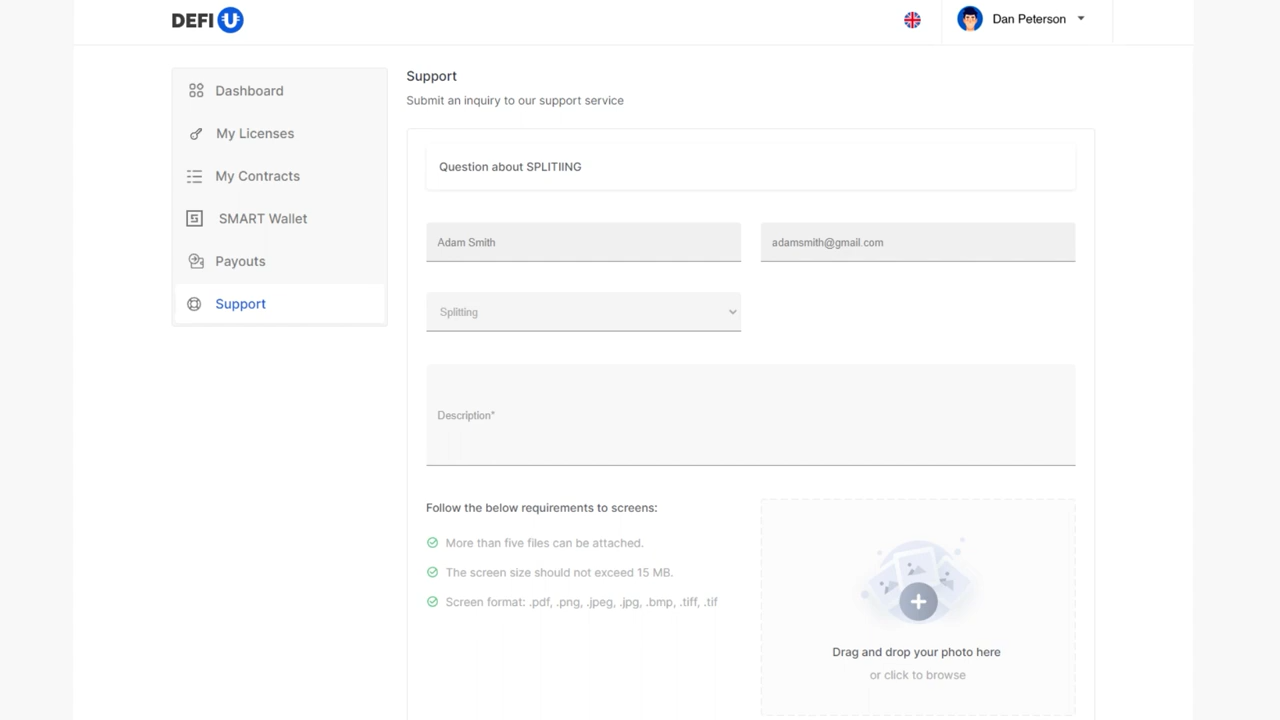 DEFI U
Dan Peterson
Dashboard
My Licenses
My Contracts
SMART Wallet
Payouts
Support
Support
Submit an inquiry to our support service
Question about SPLITIING
Adam Smith
adamsmith@gmail.com
Splitting
Description*
Follow the below requirements to screens:
More than five files can be attached.
The screen size should not exceed 15 MB.
Screen format: .pdf, .png, .jpeg, .jpg, .bmp, .tiff, .tif
Drag and drop your photo here
or click to browse